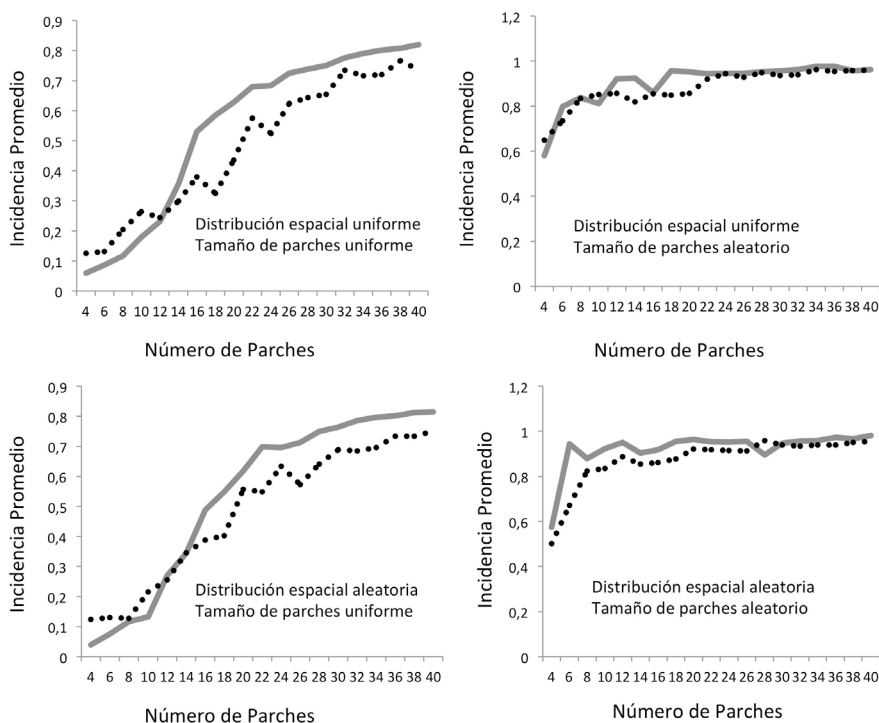 0,9
0,8
0,7
0,6
0,5
0,4
0,3
0,2
0,1
0
Incidencia Promedio
Distribución espacial uniforme
Tamaño de parches uniforme
4 6 8 10 12 14 16 18 20 22 24 26 28 30 32 34 36 38 40
Número de Parches
1,2
1
0,8
0,6
0,4
0,2
0
Incidencia Promedio
Distribución espacial uniforme
Tamaño de parches aleatorio
4 6 8 10 12 14 16 18 20 22 24 26 28 30 32 34 36 38 40
Número de Parches
0,9
0,8
0,7
0,6
0,5
0,4
0,3
0,2
0,1
0
Incidencia Promedio
Distribución espacial aleatoria
Tamaño de parches uniforme
4 6 8 10 12 14 16 18 20 22 24 26 28 30 32 34 36 38 40
Número de Parches
1,2
1
0,8
0,6
0,4
0,2
0
Incidencia Promedio
Distribución espacial aleatoria
Tamaño de parches aleatorio
4 6 8 10 12 14 16 18 20 22 24 26 28 30 32 34 36 38 40
Número de Parches